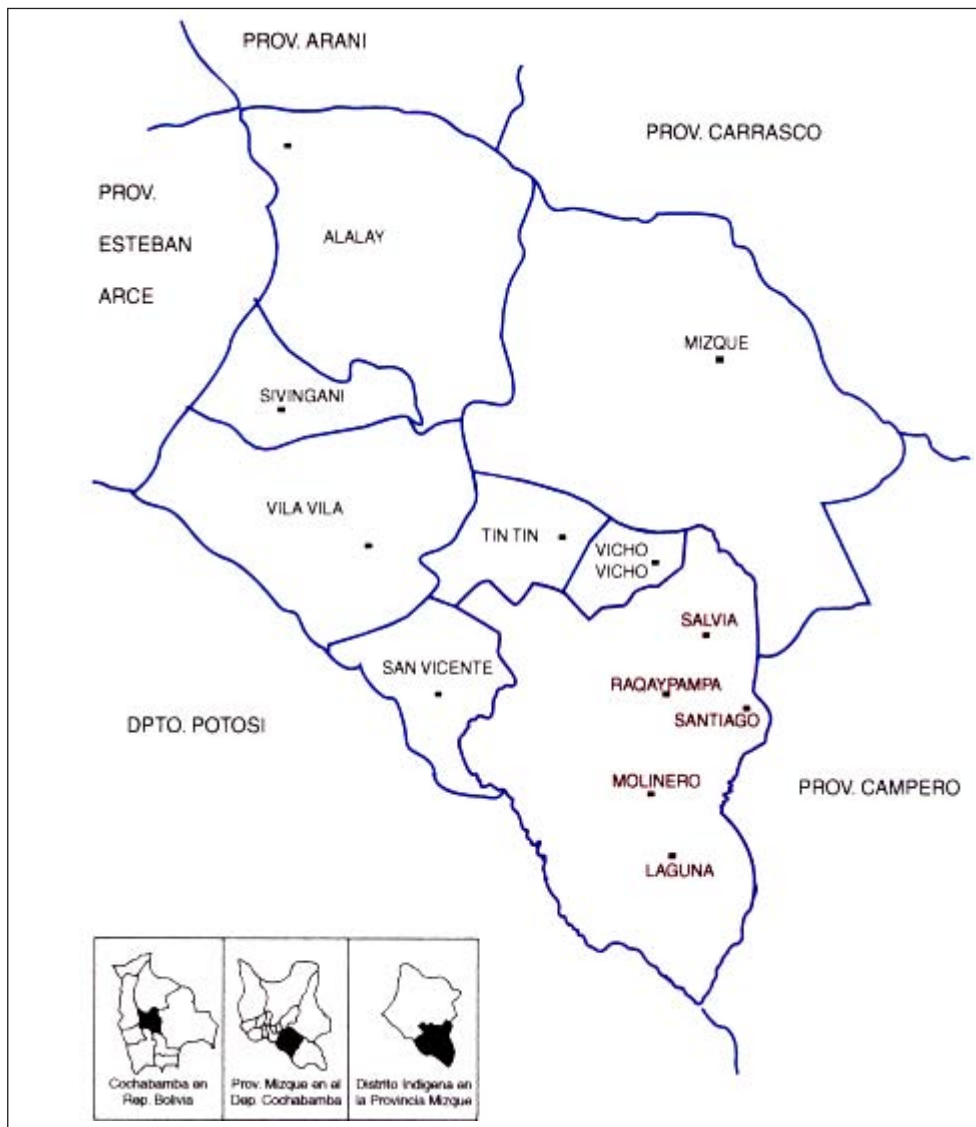 PROV. ARANI
PROV. CARRASCO
PROV.
ESTEBAN
ARCE
ALALAY
MIZQUE
SIVINGANI
VILA VILA
TIN TIN
VICHO
VICHO
SALVIA
SAN VICENTE
RAQAYPAMPA
SANTIAGO
DPTO. POTOSI
MOLINERO
PROV. CAMPERO
LAGUNA
Cochabamba en
Rep. Bolivia
Prov. Mizque en el
Dep. Cochabamba
Distrito Indigena en
la Provincia Mizque